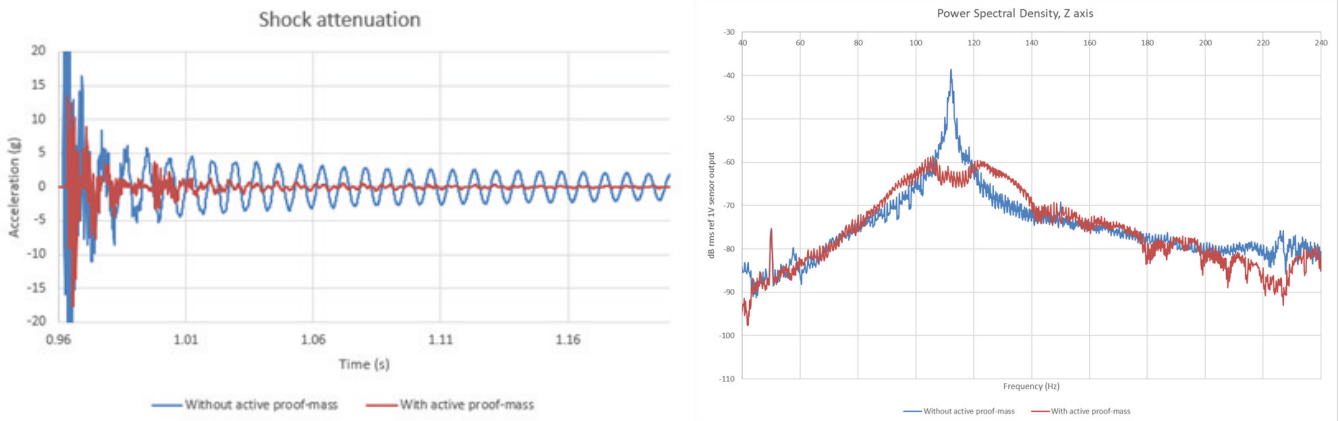 Shock attenuation
20
15
10
5
0
-5
-10
-15
-20
Acceleration (g)
0.96 1.01 1.06 1.11 1.16
Time (s)
Without active proof-mass With active proof-mass
Power Spectral Density, Z axis
-30
40 60 80 100 120 140 160 180 200 220 240
-40
-50
-60
-70
-80
-90
-100
-110
dB rms ref 1V sensor output
Frequency (Hz)
Without active proof-mass With active proof-mass